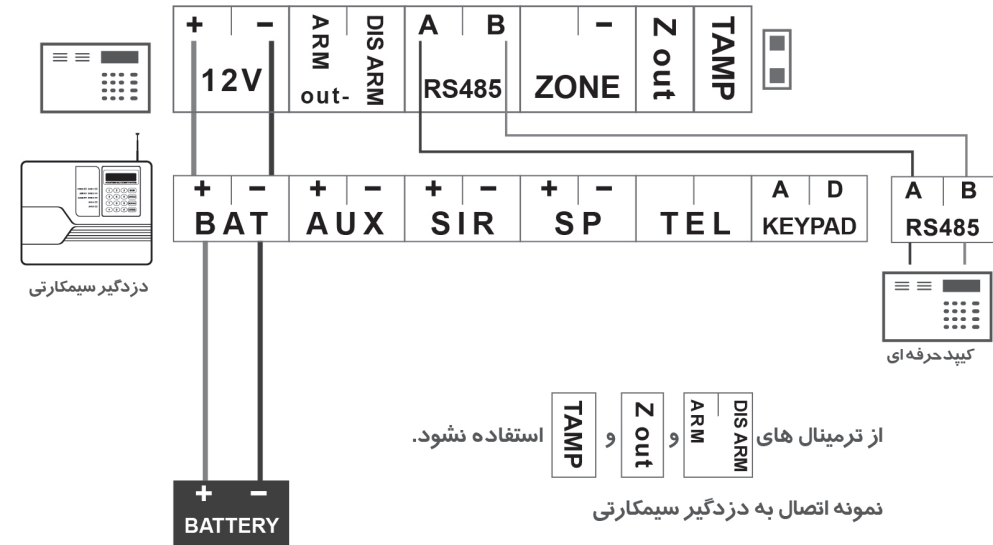 + − ARM DIS ARM A B − Z out TAMP
12V out- RS485 ZONE
+ − + − + − + − A D A B
BAT AUX SIR SP TEL KEYPAD RS485
دزدگیر سیمکارتی
کیپد حرفه ای
از ترمینال های ARM DIS ARM و Z out و TAMP استفاده نشود.
نمونه اتصال به دزدگیر سیمکارتی
+ −
BATTERY